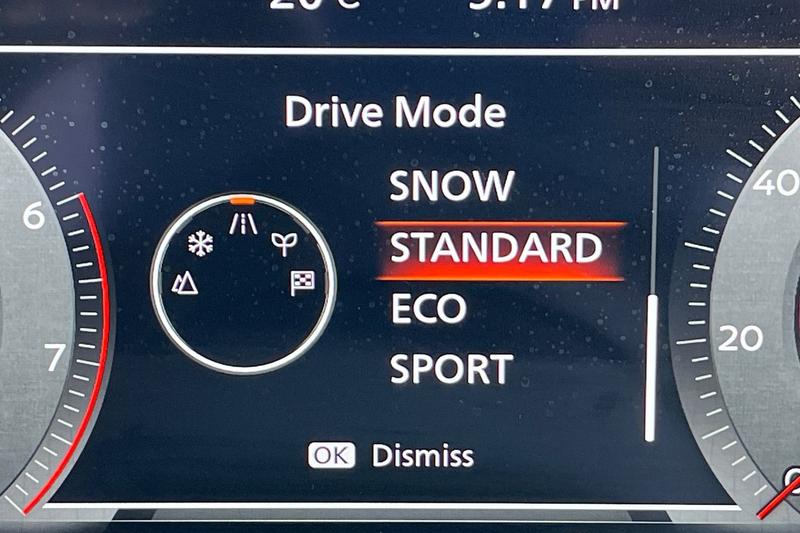 Drive Mode
SNOW
40
6
STANDARD
ECO
20
7
SPORT
OK Dismiss